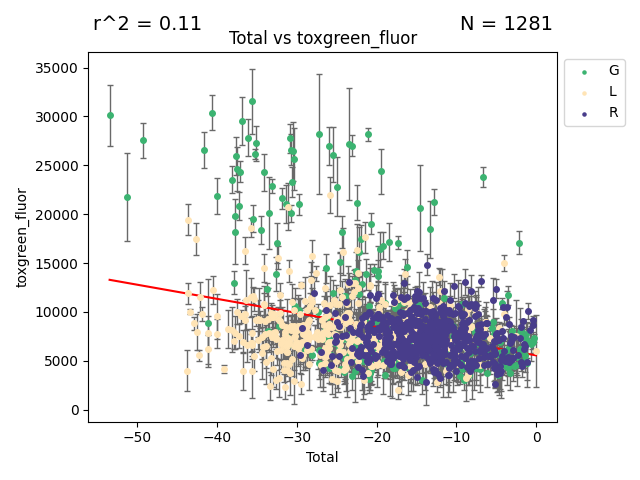 r^2 = 0.11
N = 1281
Total vs toxgreen_fluor
35000
30000
25000
20000
15000
10000
5000
0
toxgreen_fluor
−50
−40
−30
−20
−10
0
Total
G
L
R